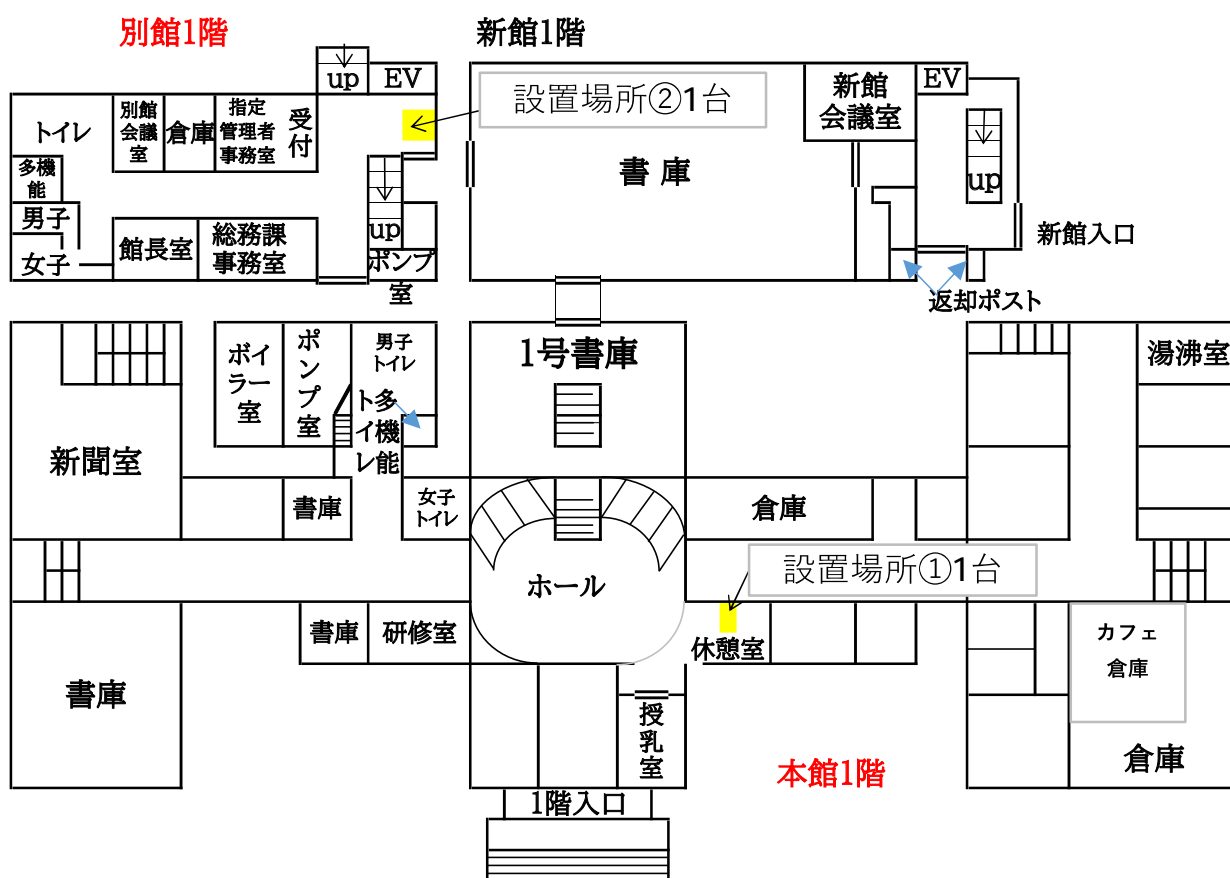 別館1階
新館1階
up
EV
設置場所②1台
新館
会議室
EV
トイレ
別館
会議
室
倉庫
指定
管理者
事務室
受付
書 庫
多機
能
up
up
男子
女子
館長室
総務課
事務室
ポンプ
室
新館入口
返却ポスト
ボイラー室
ポンプ室
男子
トイレ
1号書庫
湯沸室
多機能
トイレ
新聞室
書庫
女子
トイレ
倉庫
設置場所①1台
ホール
書庫
研修室
休憩室
カフェ
倉庫
書庫
授乳室
本館1階
倉庫
1階入口